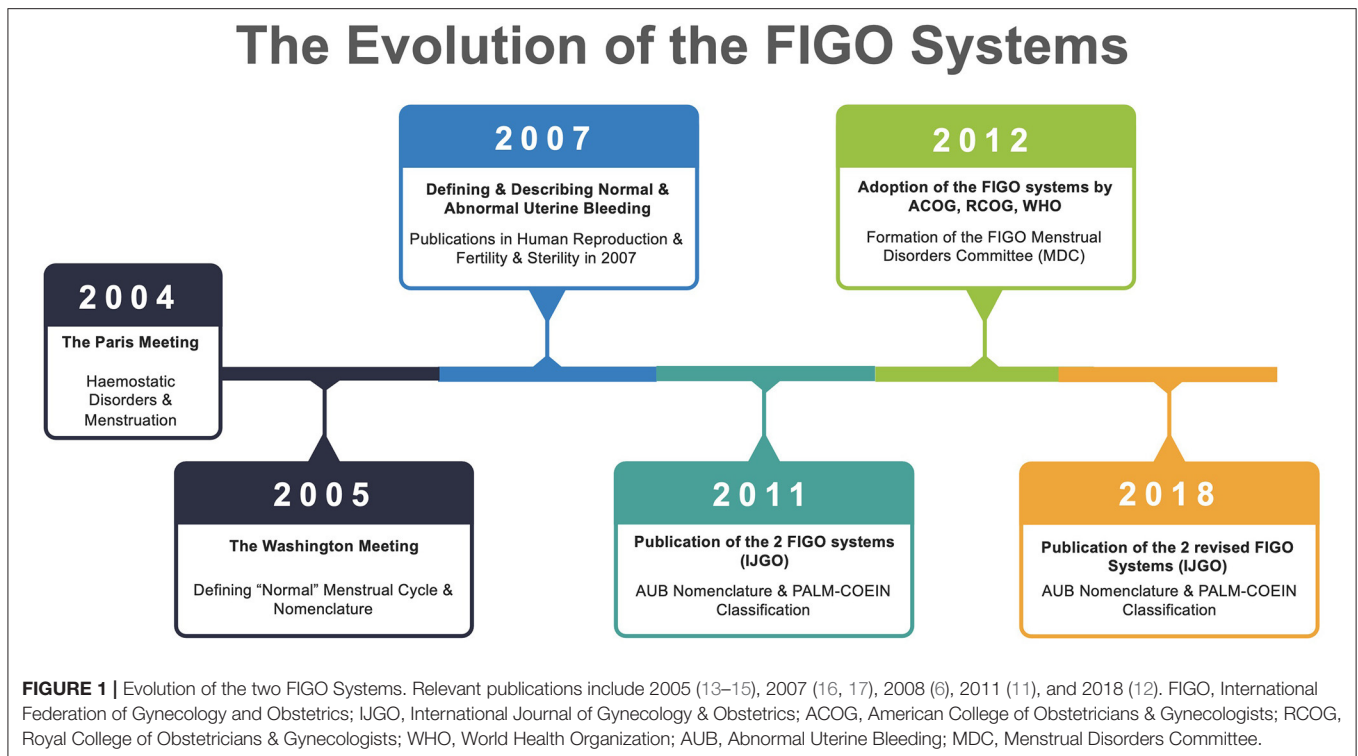 The Evolution of the FIGO Systems
2004
The Paris Meeting
Haemostatic
Disorders &
Menstruation
2005
The Washington Meeting
Defining “Normal” Menstrual Cycle &
Nomenclature
2007
Defining & Describing Normal &
Abnormal Uterine Bleeding
Publications in Human Reproduction &
Fertility & Sterility in 2007
2011
Publication of the 2 FIGO systems
(IJGO)
AUB Nomenclature & PALM-COEIN
Classification
2012
Adoption of the FIGO systems by
ACOG, RCOG, WHO
Formation of the FIGO Menstrual
Disorders Committee (MDC)
2018
Publication of the 2 revised FIGO
Systems (IJGO)
AUB Nomenclature & PALM-COEIN
Classification
FIGURE 1 | Evolution of the two FIGO Systems. Relevant publications include 2005 (13–15), 2007 (16, 17), 2008 (6), 2011 (11), and 2018 (12). FIGO, International
Federation of Gynecology and Obstetrics; IJGO, International Journal of Gynecology & Obstetrics; ACOG, American College of Obstetricians & Gynecologists; RCOG,
Royal College of Obstetricians & Gynecologists; WHO, World Health Organization; AUB, Abnormal Uterine Bleeding; MDC, Menstrual Disorders Committee.